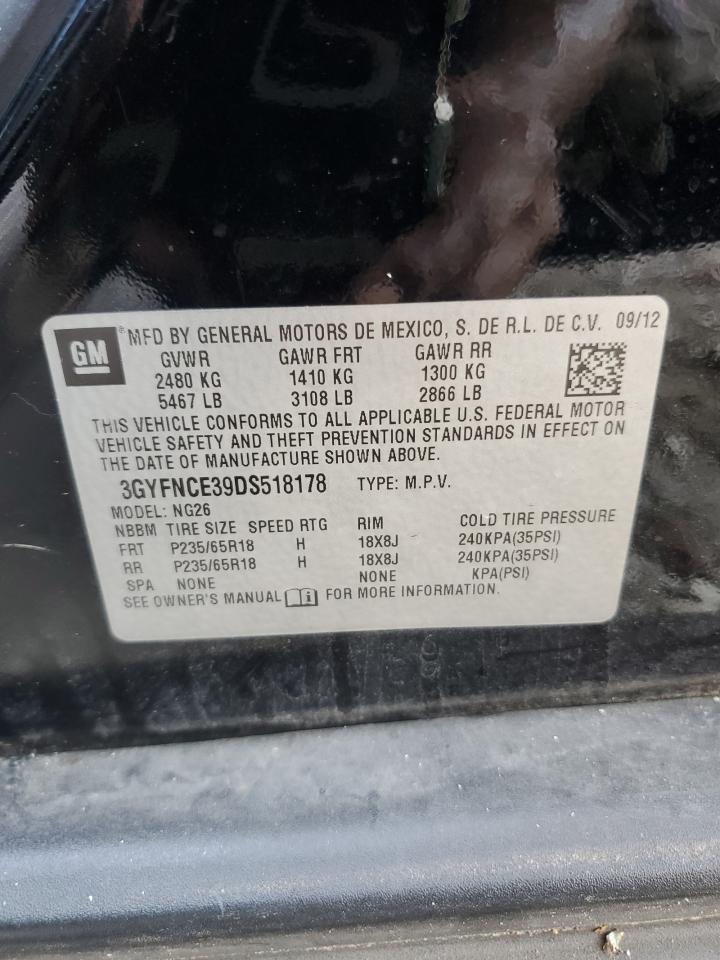 GM ®MFD BY GENERAL MOTORS DE MEXICO, S. DE R.L. DE C.V. 09/12
GVWR GAWR FRT GAWR RR
2480 KG 1410 KG 1300 KG
5467 LB 3108 LB 2866 LB
THIS VEHICLE CONFORMS TO ALL APPLICABLE U.S. FEDERAL MOTOR
VEHICLE SAFETY AND THEFT PREVENTION STANDARDS IN EFFECT ON
THE DATE OF MANUFACTURE SHOWN ABOVE.
3GYFNCE39DS518178 TYPE: M.P.V.
MODEL: NG26
NBBM TIRE SIZE SPEED RTG RIM COLD TIRE PRESSURE
FRT P235/65R18 H 18X8J 240KPA(35PSI)
RR P235/65R18 H 18X8J 240KPA(35PSI)
SPA NONE NONE KPA(PSI)
SEE OWNER'S MANUAL FOR MORE INFORMATION.